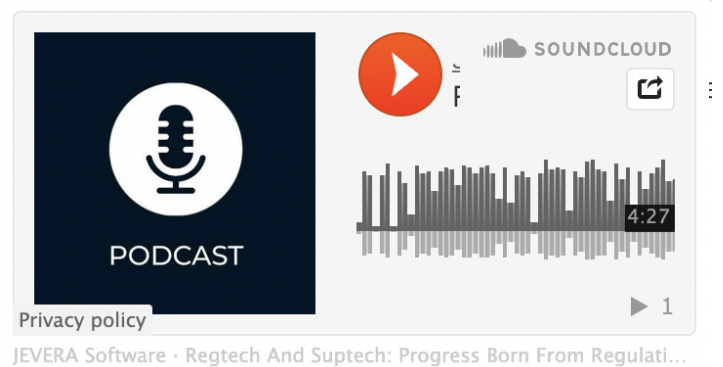 SOUNDCLOUD
PODCAST
4:27
1
Privacy policy
JEVERA Software · Regtech And Suptech: Progress Born From Regulati...